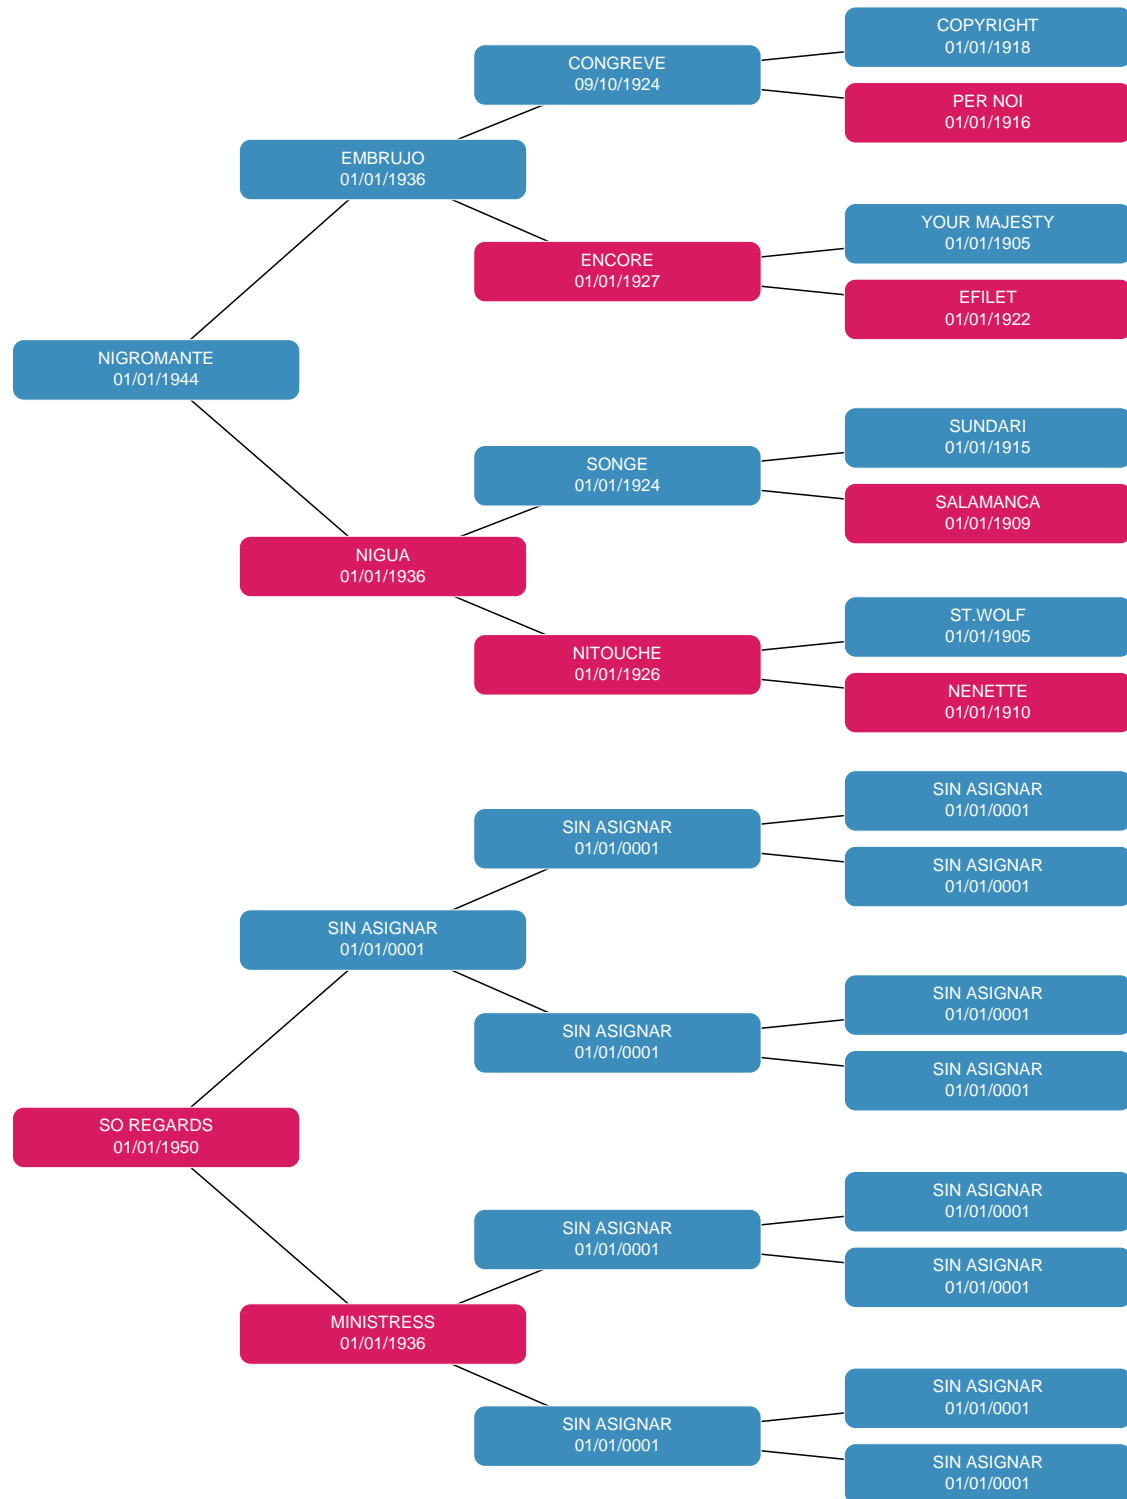 COPYRIGHT
01/01/1918
CONGREVE
09/10/1924
PER NOI
01/01/1916
EMBRUJO
01/01/1936
YOUR MAJESTY
01/01/1905
ENCORE
01/01/1927
EFILET
01/01/1922
NIGROMANTE
01/01/1944
SUNDARI
01/01/1915
SONGE
01/01/1924
SALAMANCA
01/01/1909
NIGUA
01/01/1936
ST.WOLF
01/01/1905
NITOUCHE
01/01/1926
NENETTE
01/01/1910
SIN ASIGNAR
01/01/0001
SIN ASIGNAR
01/01/0001
SIN ASIGNAR
01/01/0001
SIN ASIGNAR
01/01/0001
SIN ASIGNAR
01/01/0001
SIN ASIGNAR
01/01/0001
SIN ASIGNAR
01/01/0001
SO REGARDS
01/01/1950
SIN ASIGNAR
01/01/0001
SIN ASIGNAR
01/01/0001
SIN ASIGNAR
01/01/0001
MINISTRESS
01/01/1936
SIN ASIGNAR
01/01/0001
SIN ASIGNAR
01/01/0001
SIN ASIGNAR
01/01/0001